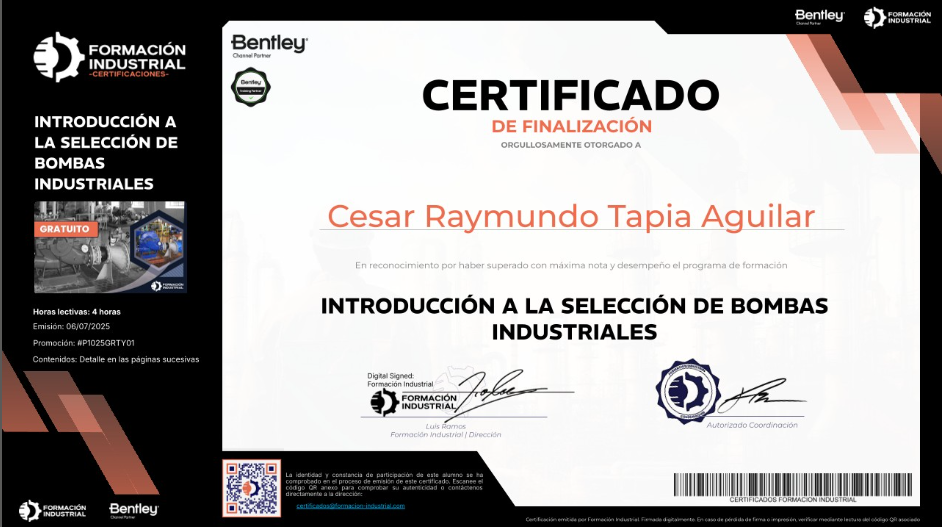 FORMACIÓN
INDUSTRIAL
-CERTIFICACIONES-
INTRODUCCIÓN A
LA SELECCIÓN DE
BOMBAS
INDUSTRIALES
GRATUITO
FORMACIÓN
INDUSTRIAL
Horas lectivas: 4 horas
Emisión: 06/07/2025
Promoción: #P1025GRTY01
Contenidos: Detalle en las páginas sucesivas
FORMACIÓN
INDUSTRIAL
Bentley
Channel Partner
Bentley
Channel Partner
FORMACIÓN
INDUSTRIAL
Bentley
Channel Partner
Bentley
CERTIFICADO
DE FINALIZACIÓN
ORGULLOSAMENTE OTORGADO A
Cesar Raymundo Tapia Aguilar
En reconocimiento por haber superado con máxima nota y desempeño el programa de formación
INTRODUCCIÓN A LA SELECCIÓN DE BOMBAS
INDUSTRIALES
Digital Signed:
Formación Industrial
FORMACIÓN
INDUSTRIAL
Luis Ramos
Formación Industrial | Dirección
Autorizado Coordinación
La identidad y constancia de participación de este alumno se ha
comprobado en el proceso de emisión de este certificado. Escanee el
código QR anexo para comprobar su autenticidad o contáctenos
directamente a la dirección:
certificados@formacion-industrial.com
CERTIFICADOS FORMACION INDUSTRIAL
Certificación emitida por Formación Industrial. Firmada digitalmente. En caso de pérdida de firma o impresión, verificar mediante lectura del código QR asociado